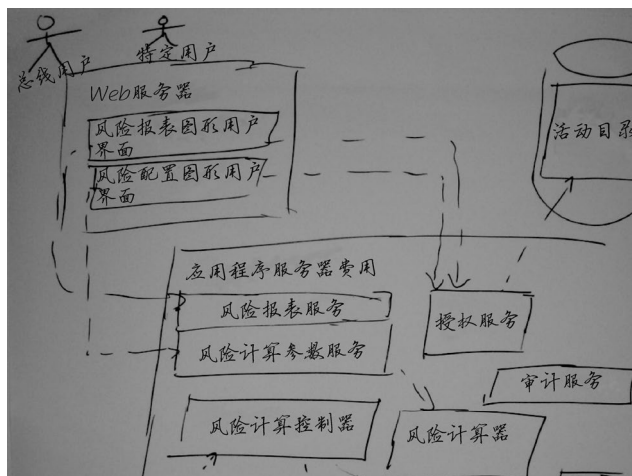 总线用户
特定用户
Web服务器
风险报表图形用户
界面
风险配置图形用户
界面
活动目录
应用程序服务器费用
风险报表服务
风险计算参数服务
授权服务
审计服务
风险计算控制器
风险计算器